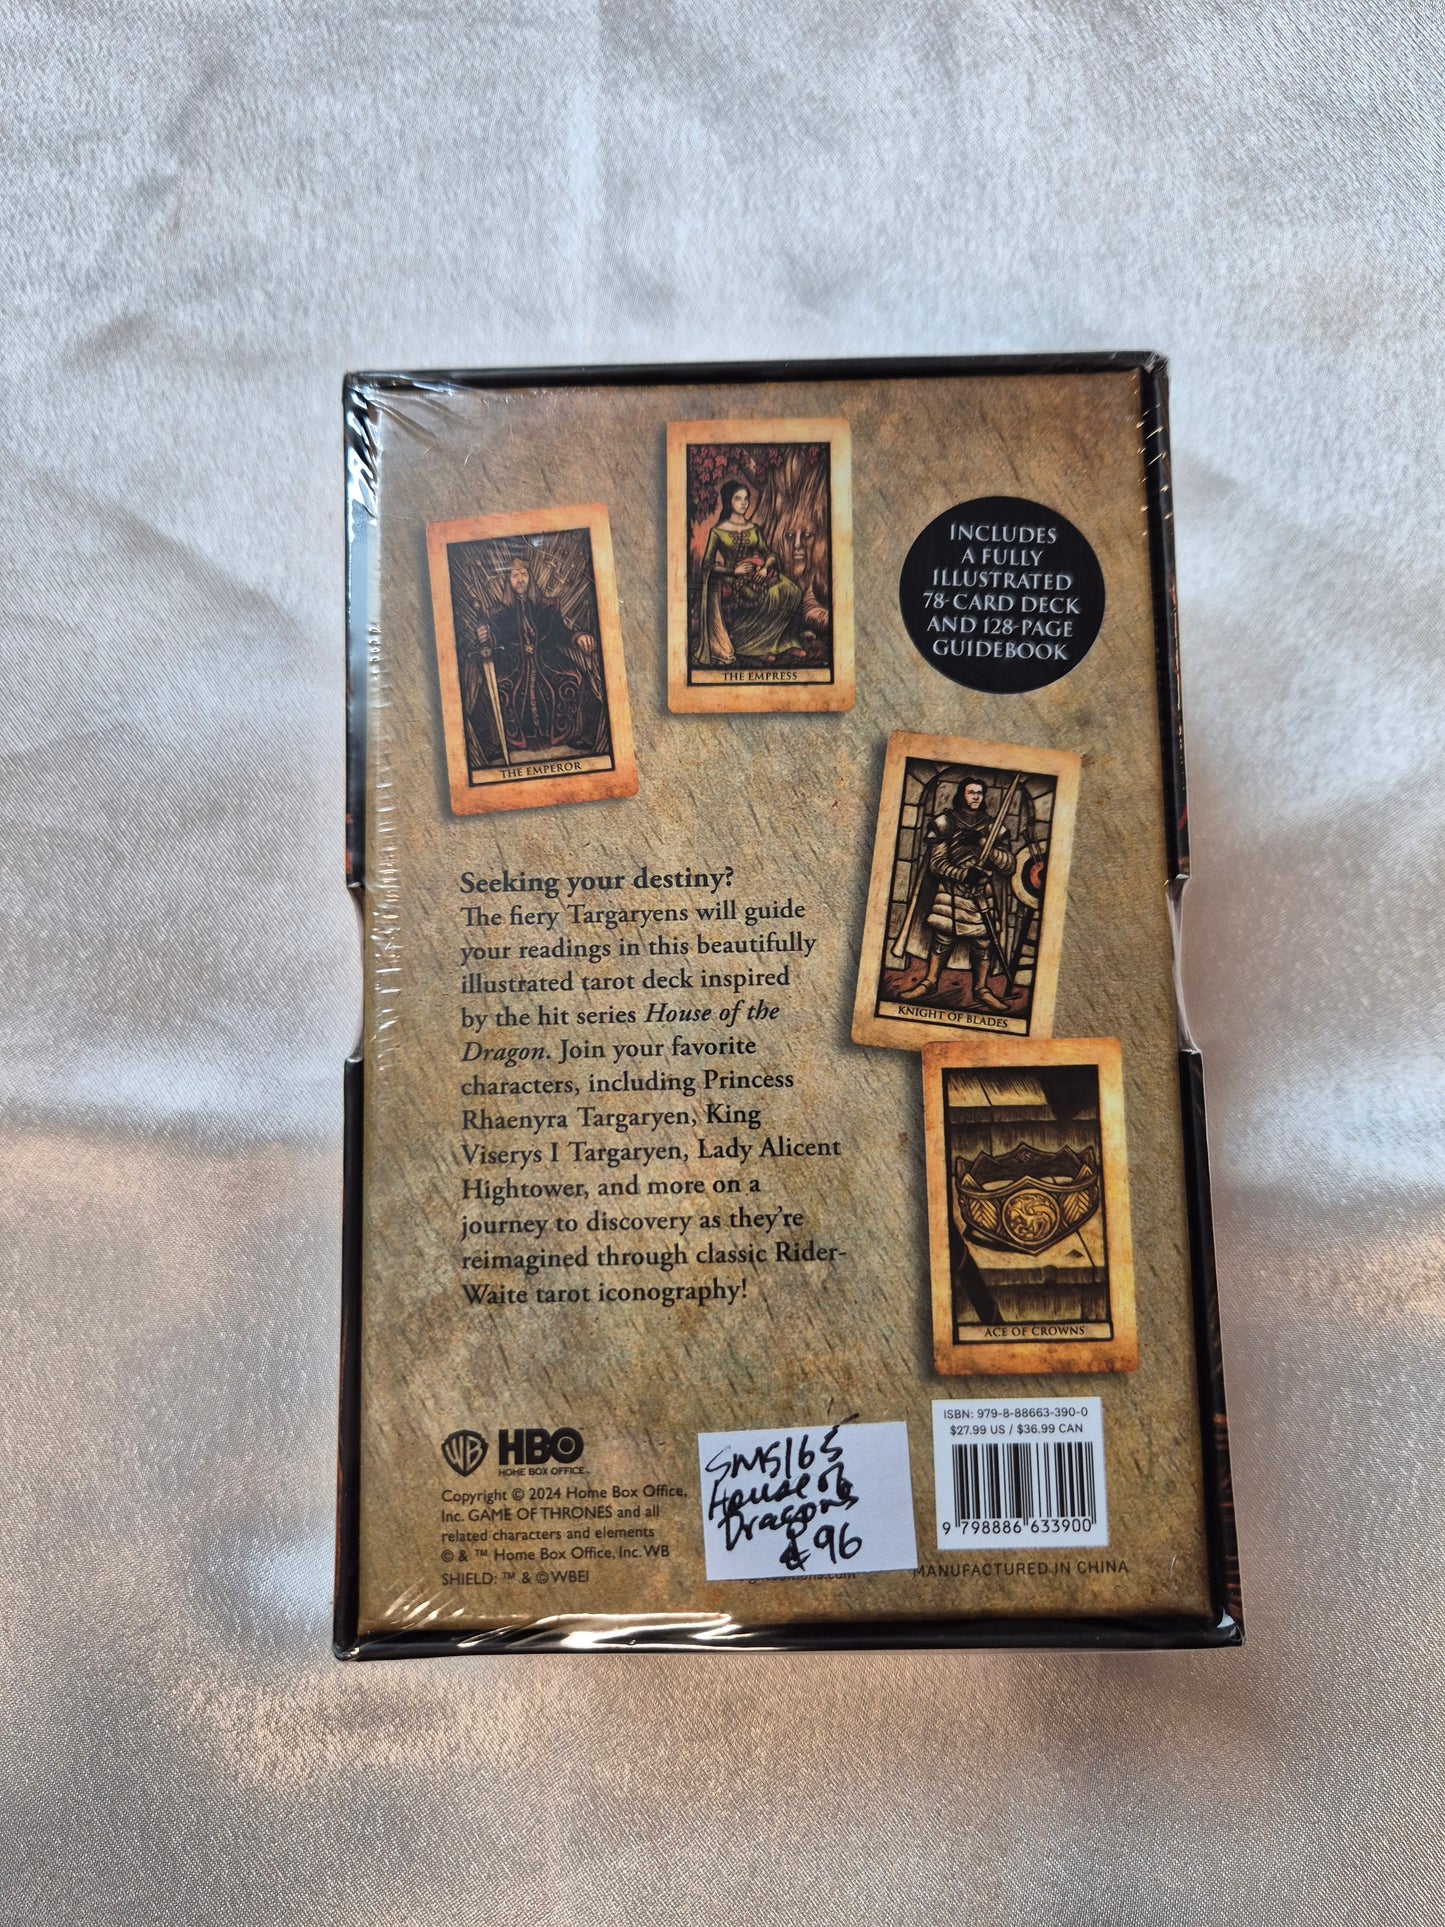 THE EMPRESS
THE EMPEROR
INCLUDES
A FULLY
ILLUSTRATED
78-CARD DECK
AND 128-PAGE
GUIDEBOOK
KNIGHT OF BLADES
ACE OF CROWNS
Seeking your destiny?
The fiery Targaryens will guide
your readings in this beautifully
illustrated tarot deck inspired
by the hit series House of the
Dragon. Join your favorite
characters, including Princess
Rhaenyra Targaryen, King
Viserys I Targaryen, Lady Alicent
Hightower, and more on a
journey to discovery as they're
reimagined through classic Rider-
Waite tarot iconography!
WB HBO
HOME BOX OFFICE™
Copyright © 2024 Home Box Office,
Inc. GAME OF THRONES and all
related characters and elements
© & ™ Home Box Office, Inc. WB
SHIELD: ™ & © WBEI
SMS165
House of
Dragons
96
ISBN: 979-8-88663-390-0
$27.99 US / $36.99 CAN
9 798886 633900
MANUFACTURED IN CHINA